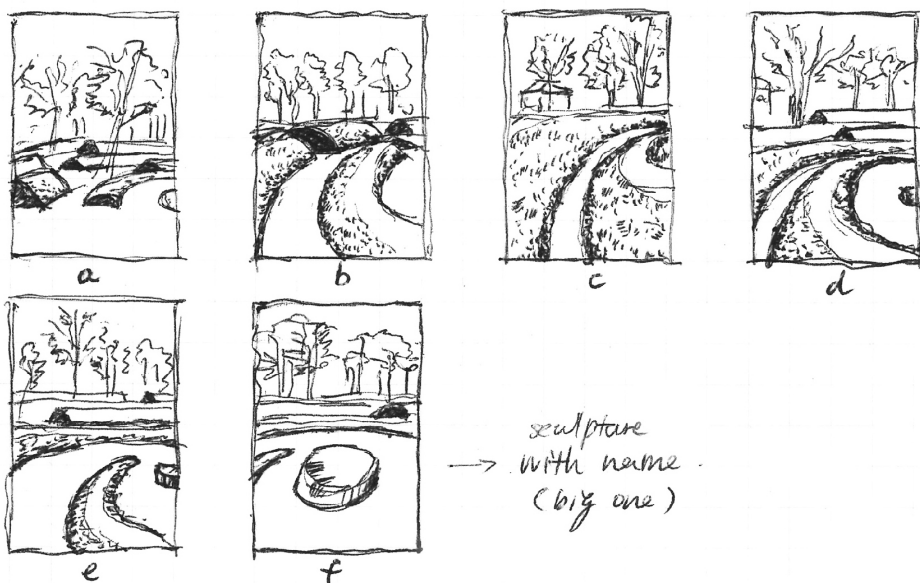 a
b
c
d
e
f
→ sculpture
with name.
(big one)